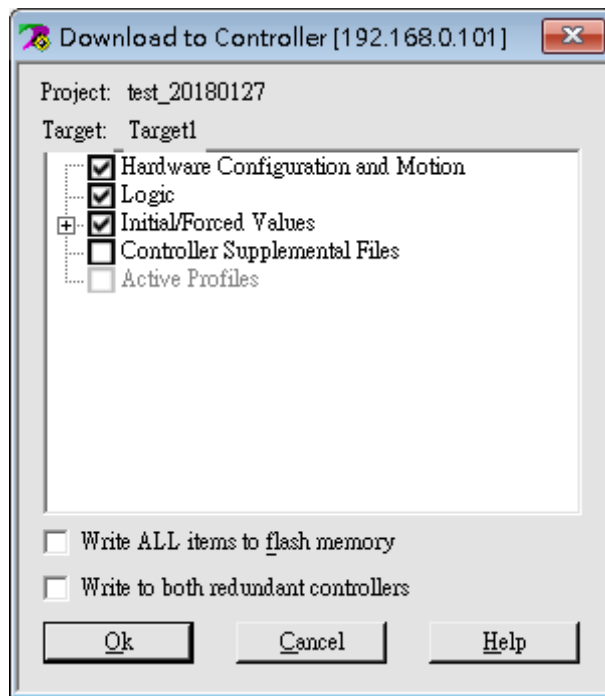 Download to Controller [192.168.0.101]
Project: test_20180127
Target: Target1
Hardware Configuration and Motion
Logic
Initial/Forced Values
Controller Supplemental Files
Active Profiles
Write ALL items to flash memory
Write to both redundant controllers
Ok Cancel Help